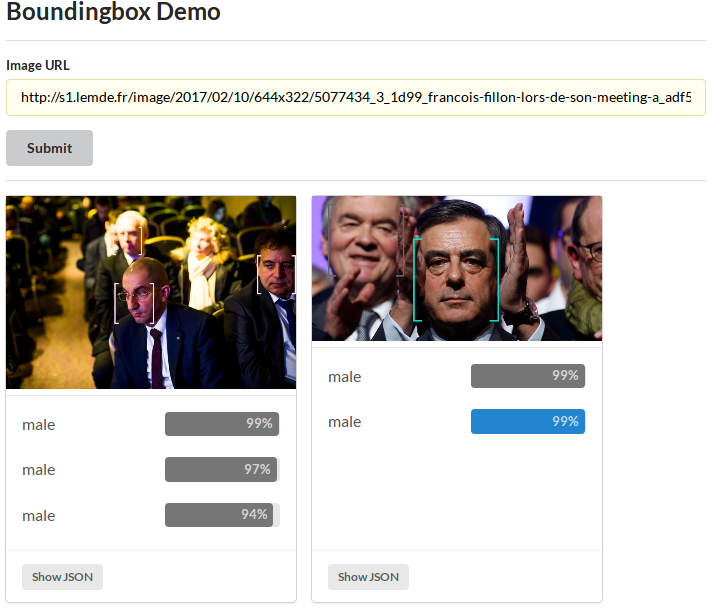 Boundingbox Demo
Image URL
http://s1.lemde.fr/image/2017/02/10/644x322/5077434_3_1d99_francois-fillon-lors-de-son-meeting-a_adf5
Submit
male 99%
male 97%
male 94%
Show JSON
male 99%
male 99%
Show JSON